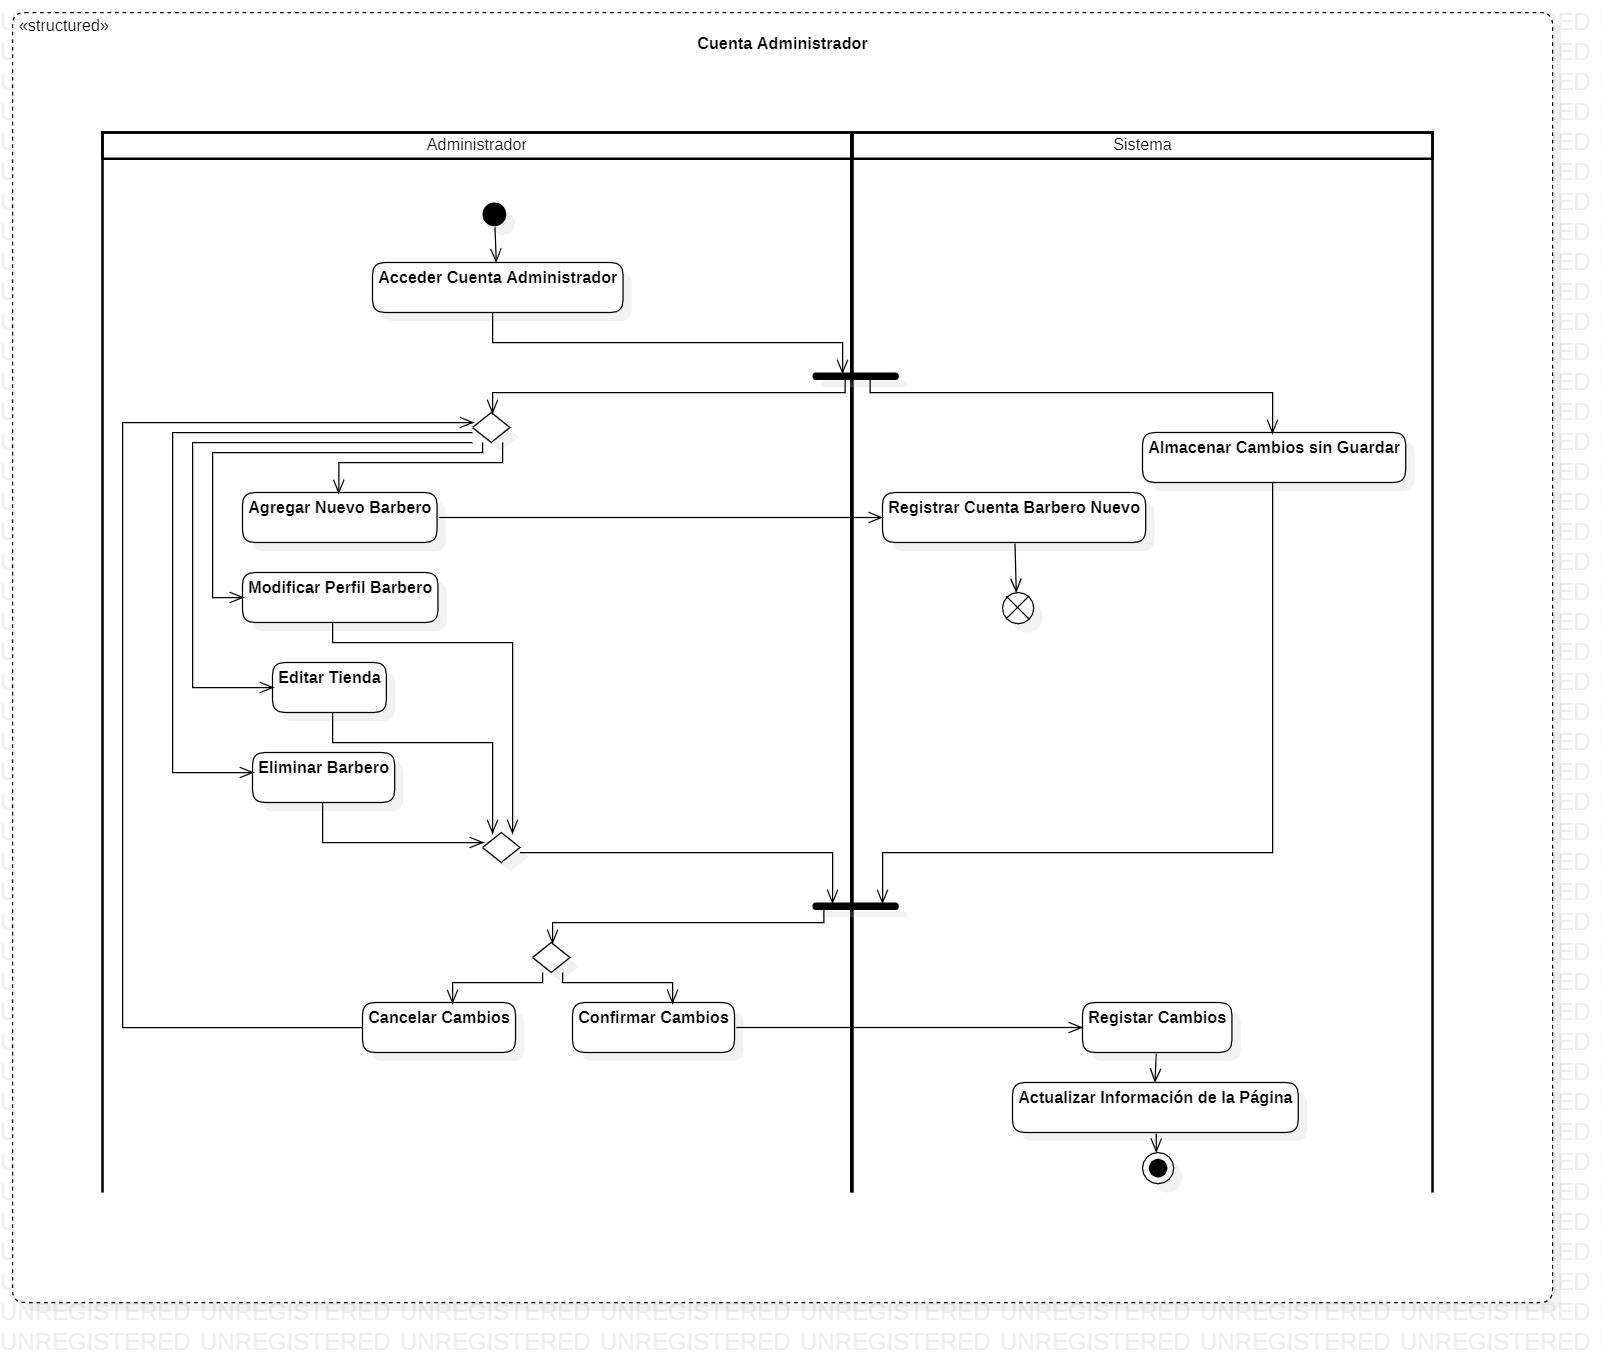 «structured»
Cuenta Administrador
Administrador
Sistema
Acceder Cuenta Administrador
Almacenar Cambios sin Guardar
Agregar Nuevo Barbero
Registrar Cuenta Barbero Nuevo
Modificar Perfil Barbero
Editar Tienda
Eliminar Barbero
Cancelar Cambios
Confirmar Cambios
Registar Cambios
Actualizar Información de la Página
UNREGISTERED UNREGISTERED UNREGISTERED UNREGISTERED UNREGISTERED UNREGISTERED UNREGISTERED UNREGISTERED
UNREGISTERED UNREGISTERED UNREGISTERED UNREGISTERED UNREGISTERED UNREGISTERED UNREGISTERED UNREGISTERED